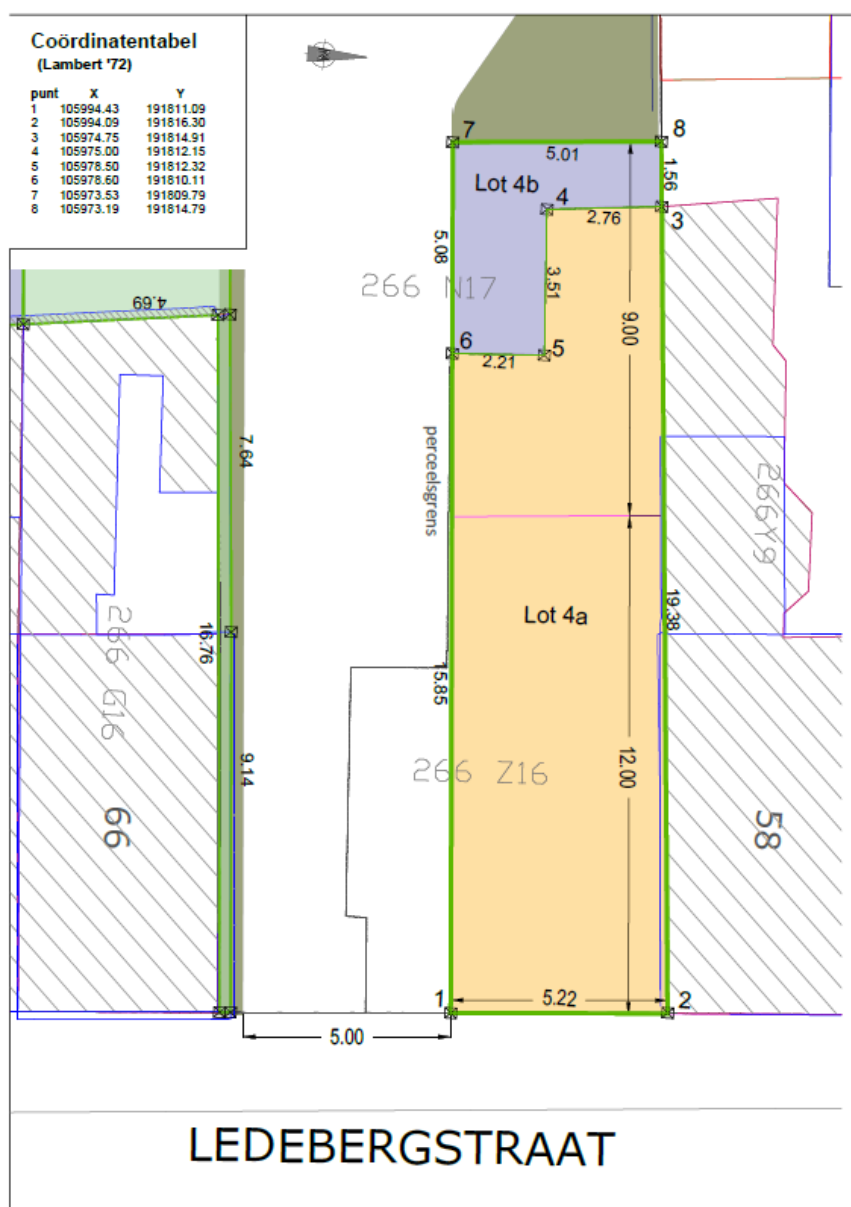 Coördinatentabel
(Lambert '72)
punt X Y
1 105994.43 191811.09
2 105994.09 191816.30
3 105974.75 191814.91
4 105975.00 191812.15
5 105978.50 191812.32
6 105978.60 191810.11
7 105973.53 191809.79
8 105973.19 191814.79
7
8
5.01
Lot 4b
1.56
4
3
2.76
5.08
3.51
266 N17
4.69
9.00
6
5
2.21
7.64
perceelsgrens
266Y9
Lot 4a
19.38
266 G16
16.76
15.85
9.14
266 Z16
12.00
66
58
1
5.22
2
5.00
LEDEBERGSTRAAT